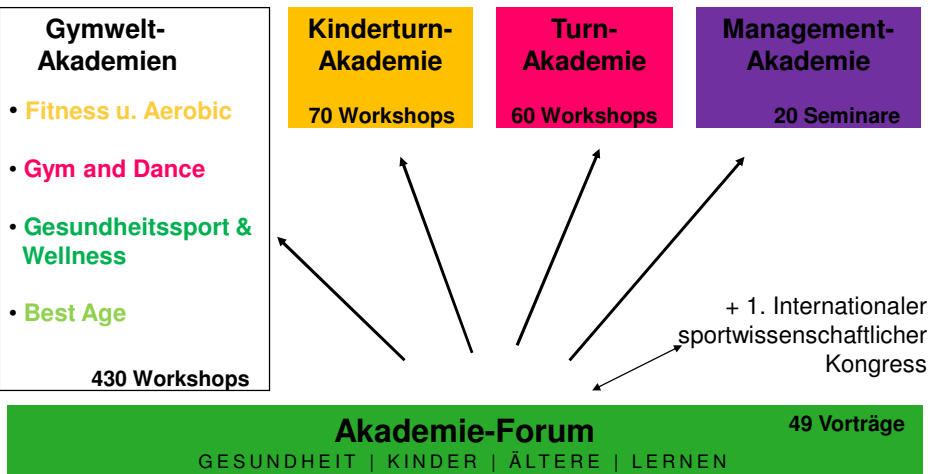 Gymwelt-
Akademien
• Fitness u. Aerobic
• Gym and Dance
• Gesundheitssport &
Wellness
• Best Age
430 Workshops
Kinderturn-
Akademie
70 Workshops
Turn-
Akademie
60 Workshops
Management-
Akademie
20 Seminare
+ 1. Internationaler
sportwissenschaftlicher
Kongress
Akademie-Forum
49 Vorträge
GESUNDHEIT | KINDER | ÄLTERE | LERNEN